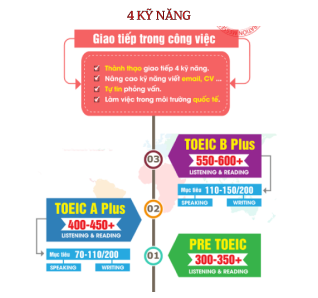 4 KỸ NĂNG
Giao tiếp trong công việc
Thành thạo giao tiếp 4 kỹ năng.
Nâng cao kỹ năng viết email, CV ...
Tự tin phỏng vấn.
Làm việc trong môi trường quốc tế.
03
TOEIC B Plus
550-600+
LISTENING & READING
Mục tiêu 110-150/200
SPEAKING WRITING
TOEIC A Plus
400-450+
LISTENING & READING
Mục tiêu 70-110/200
SPEAKING WRITING
02
01
PRE TOEIC
300-350+
LISTENING & READING